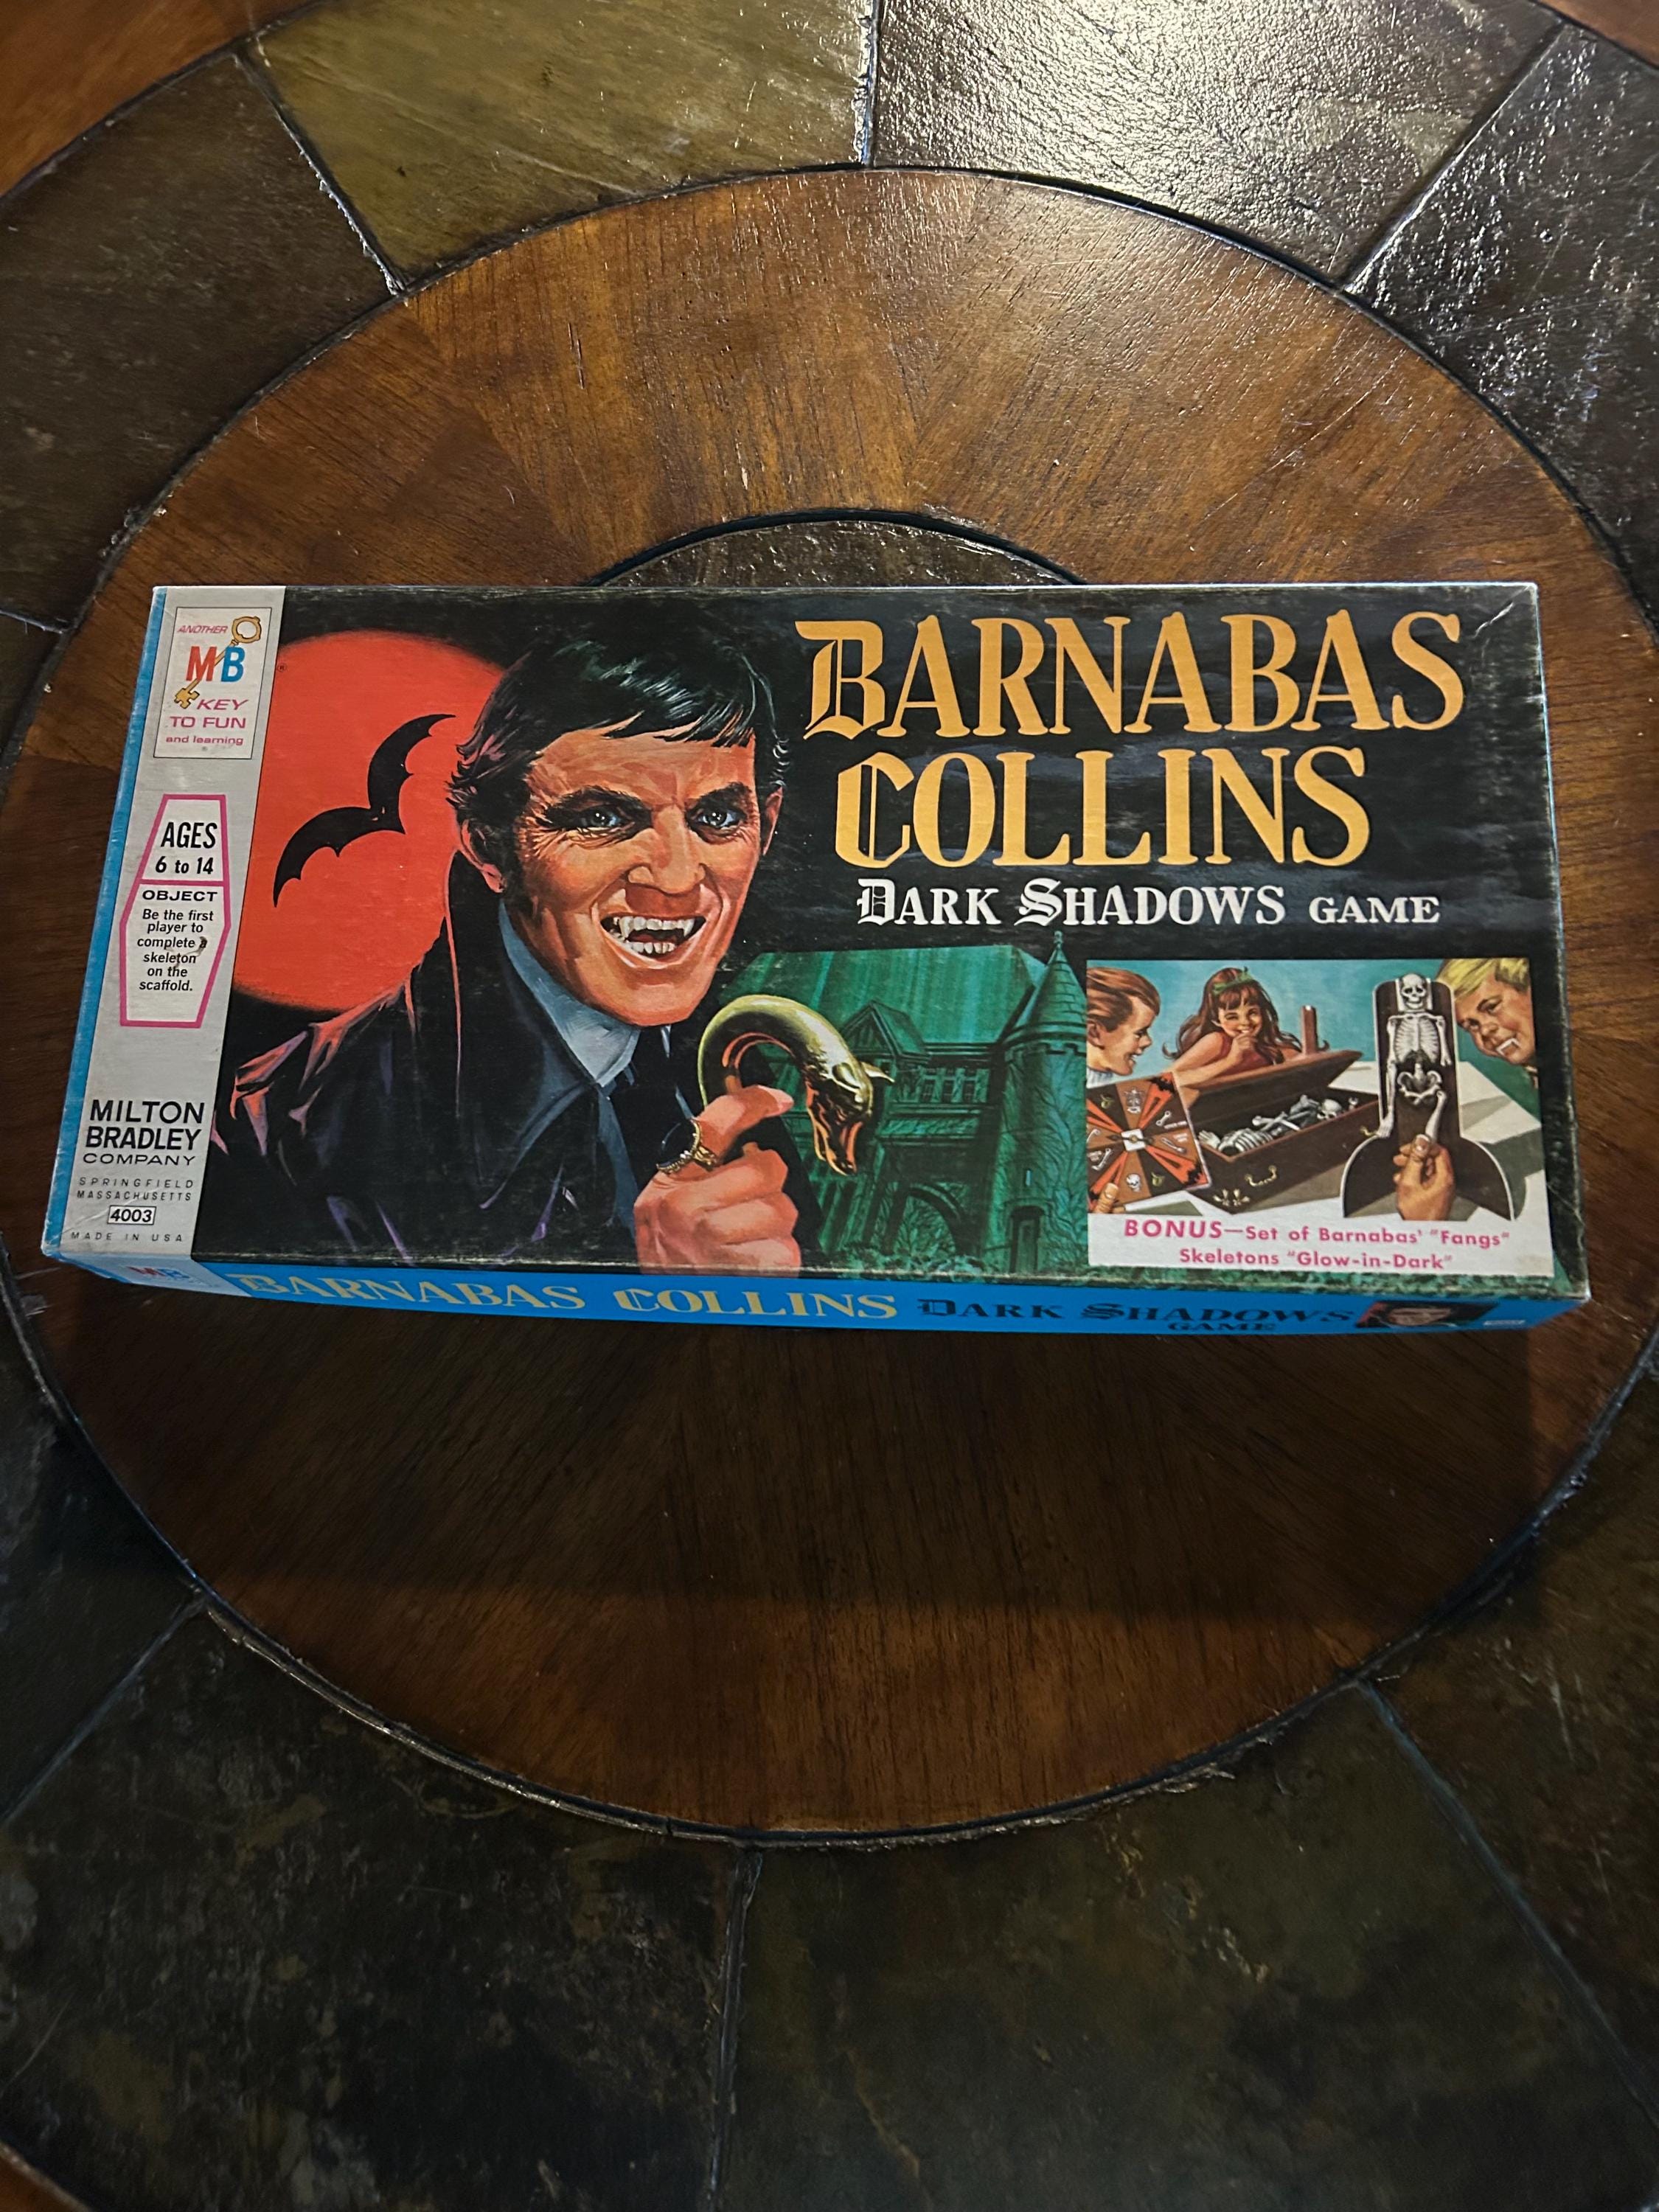 ANOTHER
MB
®
KEY
TO FUN
and learning
AGES
6 to 14
OBJECT
Be the first
player to
complete a
skeleton
on the
scaffold.
MILTON
BRADLEY
COMPANY
SPRINGFIELD
MASSACHUSETTS
4003
MADE IN USA
BARNABAS
COLLINS
DARK SHADOWS GAME
BONUS—Set of Barnabas' "Fangs"
Skeletons "Glow-in-Dark"
MB
BARNABAS COLLINS DARK SHADOWS
GAME